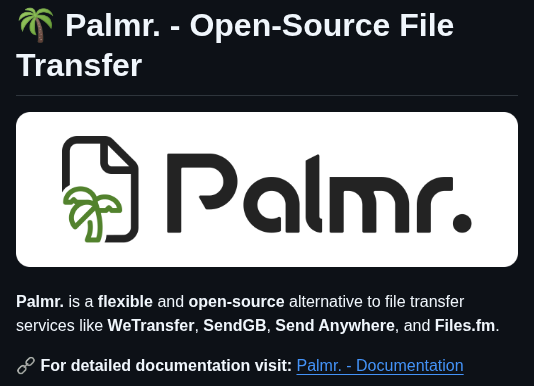 🌴 Palmr. - Open-Source File
Transfer
Palmr.
Palmr. is a flexible and open-source alternative to file transfer
services like WeTransfer, SendGB, Send Anywhere, and Files.fm.
🔗 For detailed documentation visit: Palmr. - Documentation